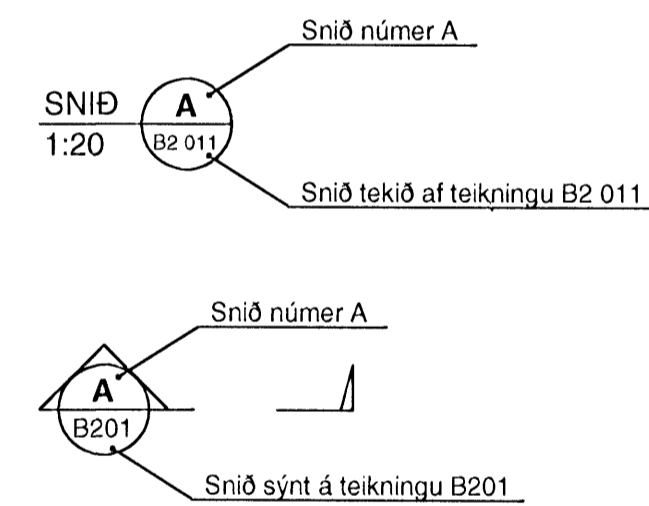 Snið númer A
SNIÐ
A
1:20
B2 011
Snið tekið af teikningu B2 011
Snið númer A
A
B201
Snið sýnt á teikningu B201